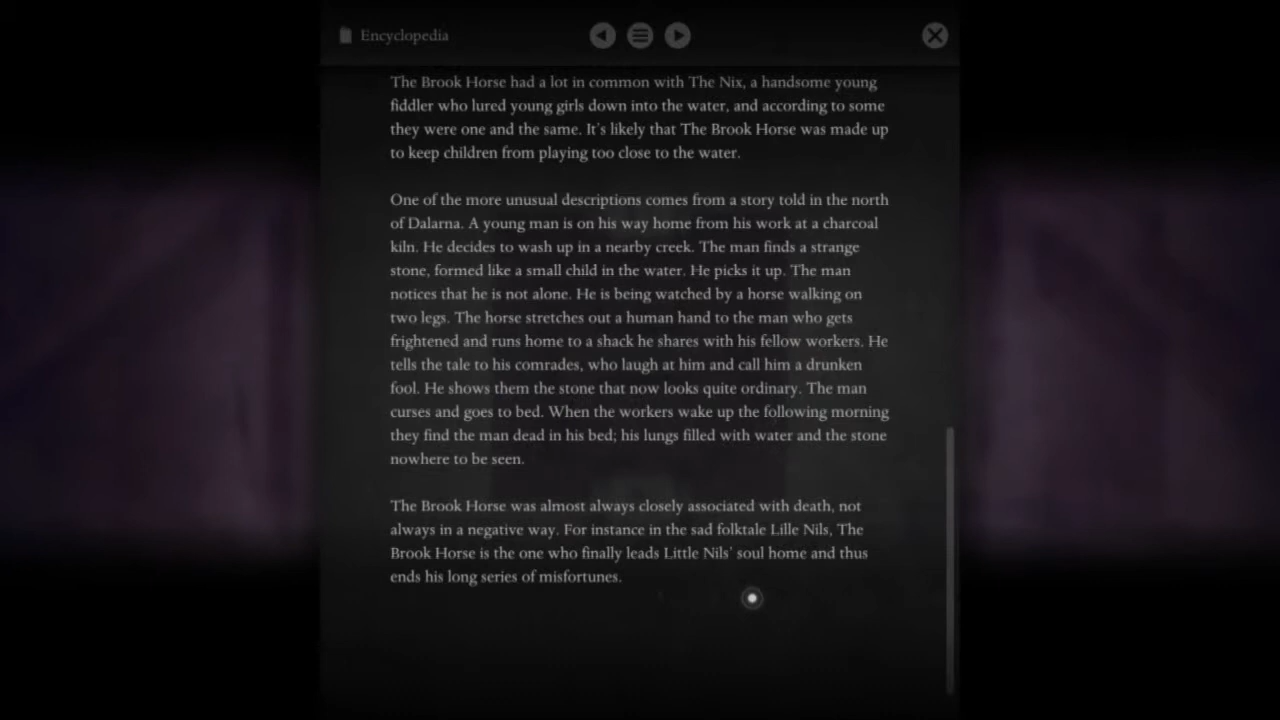 Encyclopedia
The Brook Horse had a lot in common with The Nix, a handsome young
fiddler who lured young girls down into the water, and according to some
they were one and the same. It's likely that The Brook Horse was made up
to keep children from playing too close to the water.
One of the more unusual descriptions comes from a story told in the north
of Dalarna. A young man is on his way home from his work at a charcoal
kiln. He decides to wash up in a nearby creek. The man finds a strange
stone, formed like a small child in the water. He picks it up. The man
notices that he is not alone. He is being watched by a horse walking on
two legs. The horse stretches out a human hand to the man who gets
frightened and runs home to a shack he shares with his fellow workers. He
tells the tale to his comrades, who laugh at him and call him a drunken
fool. He shows them the stone that now looks quite ordinary. The man
curses and goes to bed. When the workers wake up the following morning
they find the man dead in his bed; his lungs filled with water and the stone
nowhere to be seen.
The Brook Horse was almost always closely associated with death, not
always in a negative way. For instance in the sad folktale Lille Nils, The
Brook Horse is the one who finally leads Little Nils' soul home and thus
ends his long series of misfortunes.